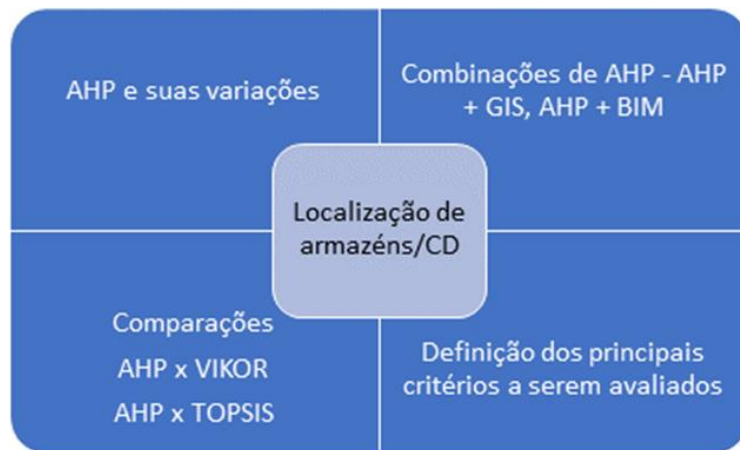 AHP e suas variações
Combinações de AHP - AHP
+ GIS, AHP + BIM
Localização de
armazéns/CD
Comparações
AHP x VIKOR
AHP x TOPSIS
Definição dos principais
critérios a serem avaliados